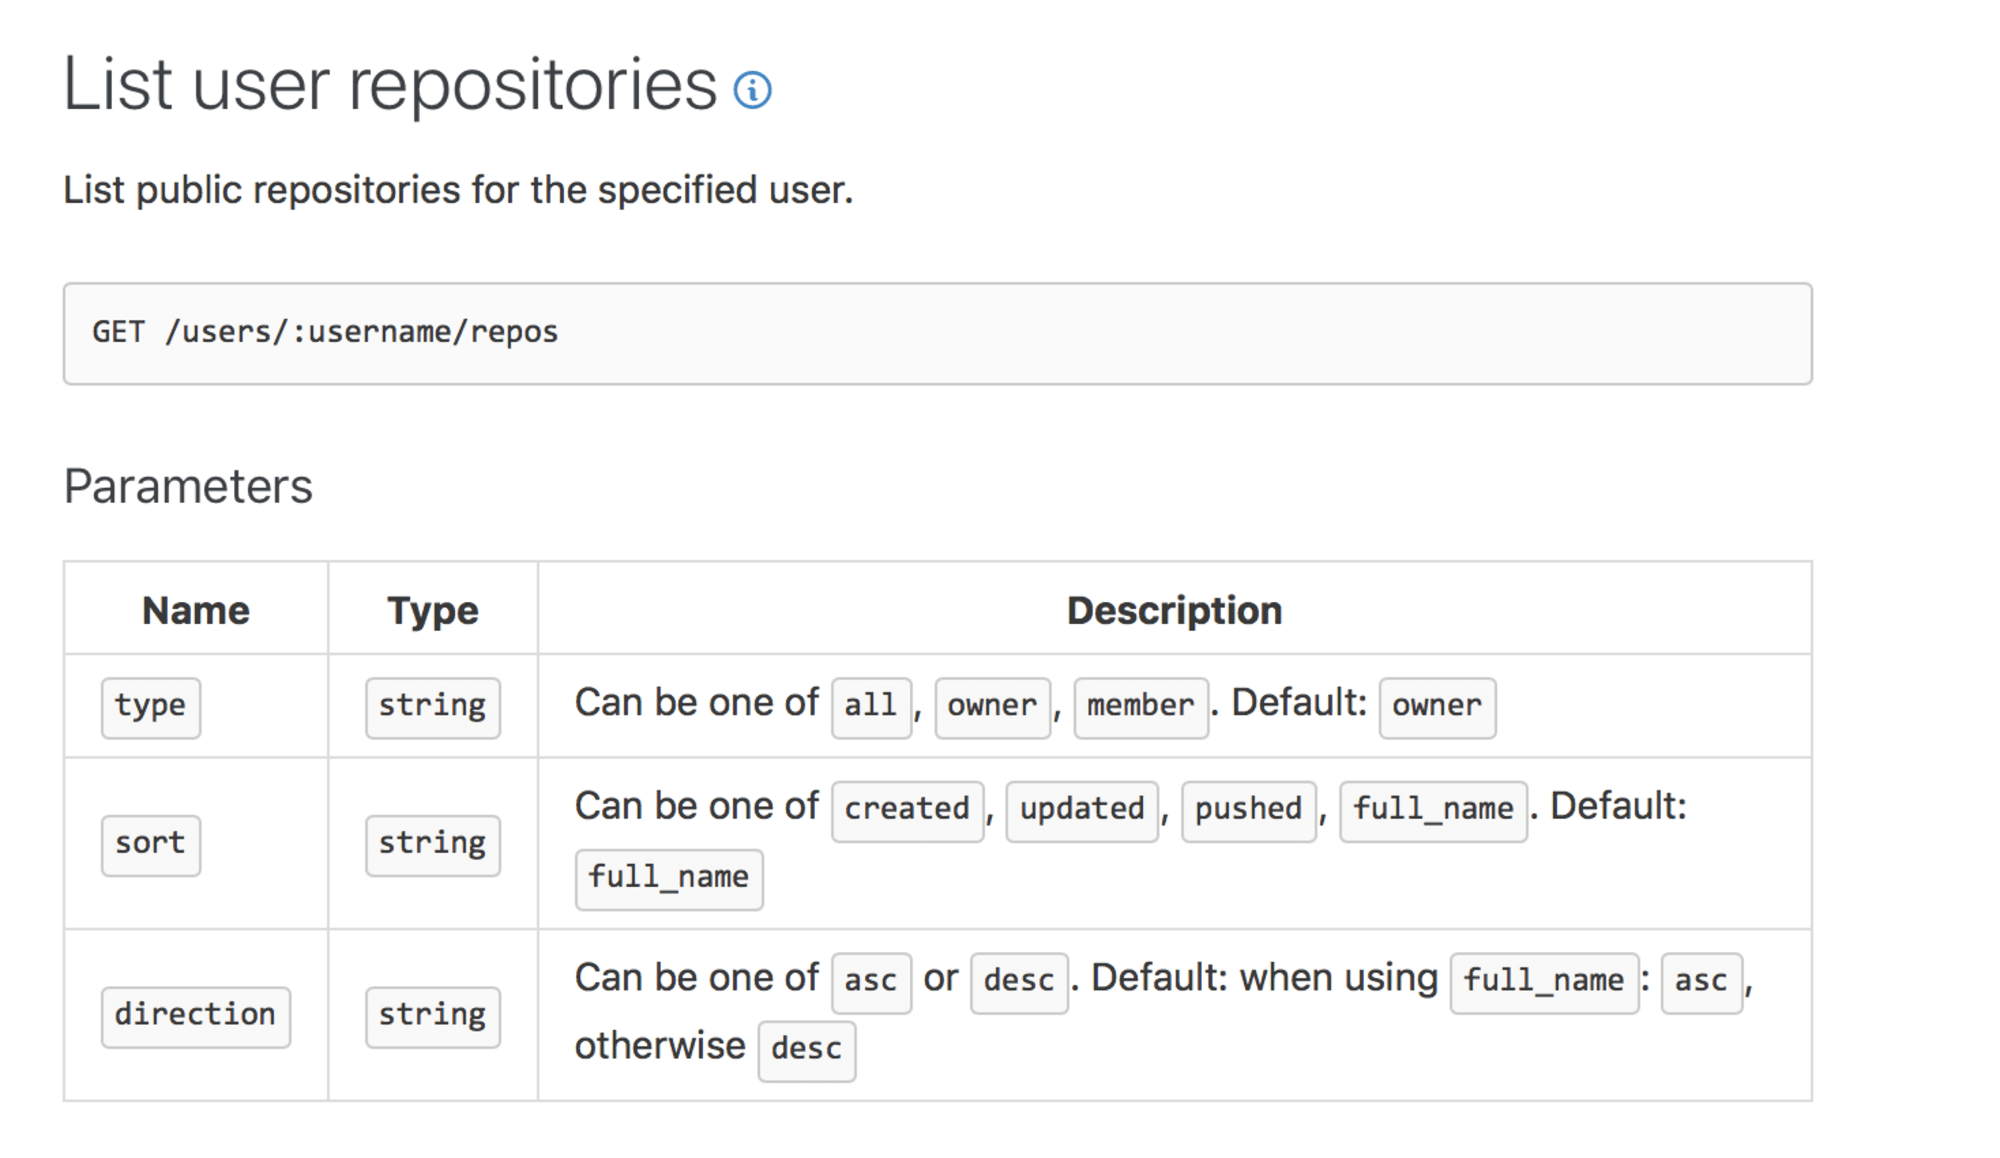 List user repositories
List public repositories for the specified user.
GET /users/:username/repos
Parameters
Name Type Description
type string Can be one of all, owner, member. Default: owner
sort string Can be one of created, updated, pushed, full_name. Default:
full_name
direction string Can be one of asc or desc. Default: when using full_name: asc,
otherwise desc